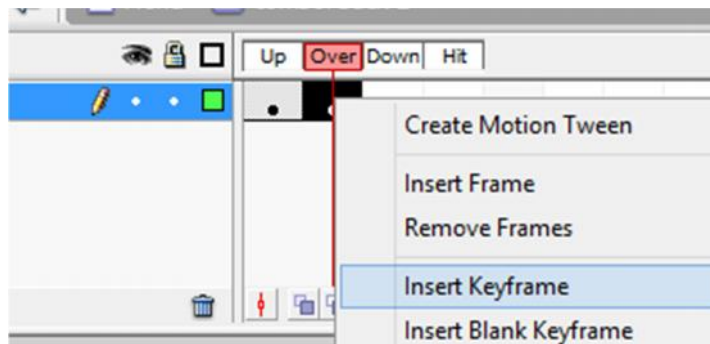 Up Over Down Hit
Create Motion Tween
Insert Frame
Remove Frames
Insert Keyframe
Insert Blank Keyframe